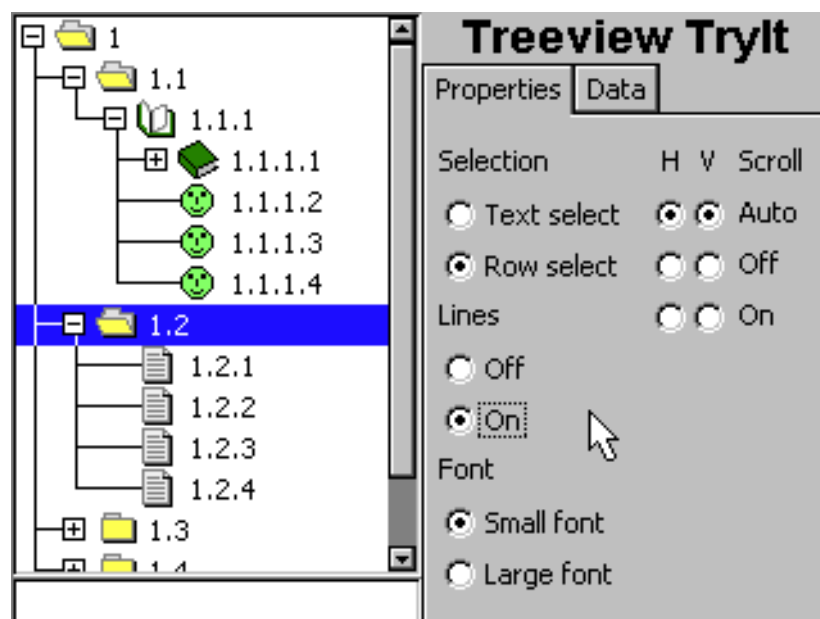 1
1.1
1.1.1
1.1.1.1
1.1.1.2
1.1.1.3
1.1.1.4
1.2
1.2.1
1.2.2
1.2.3
1.2.4
1.3
1.4
Treeview TryIt
Properties Data
Selection H V Scroll
Text select Auto
Row select Off
Lines On
Off
On
Font
Small font
Large font